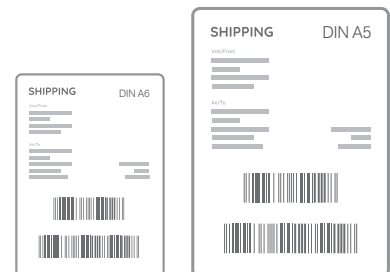 SHIPPING DIN A6
Von/From
An/To
SHIPPING DIN A5
Von/From
An/To